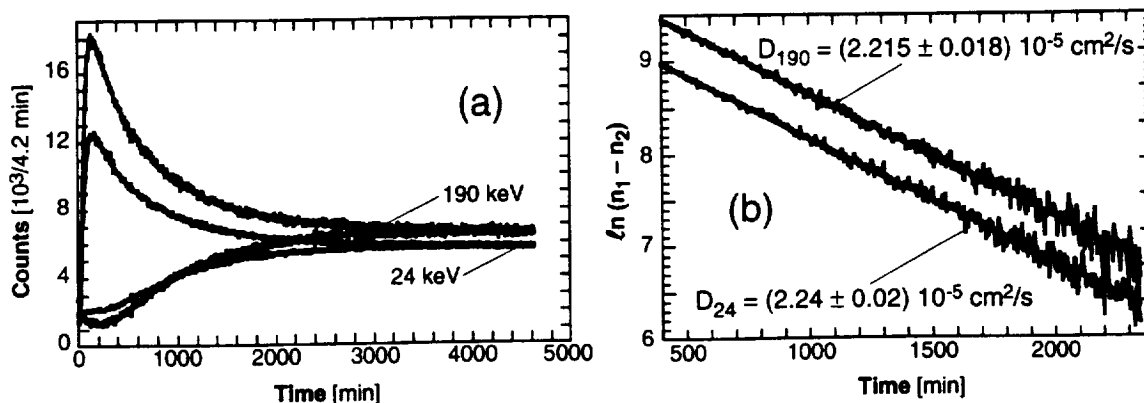 (a)
Counts [10³/4.2 min]
16
12
8
4
0
190 keV
24 keV
0 1000 2000 3000 4000 5000
Time [min]
(b)
ℓn (n₁ – n₂)
9
8
7
6
D₁₉₀ = (2.215 ± 0.018) 10⁻⁵ cm²/s
D₂₄ = (2.24 ± 0.02) 10⁻⁵ cm²/s
500 1000 1500 2000
Time [min]